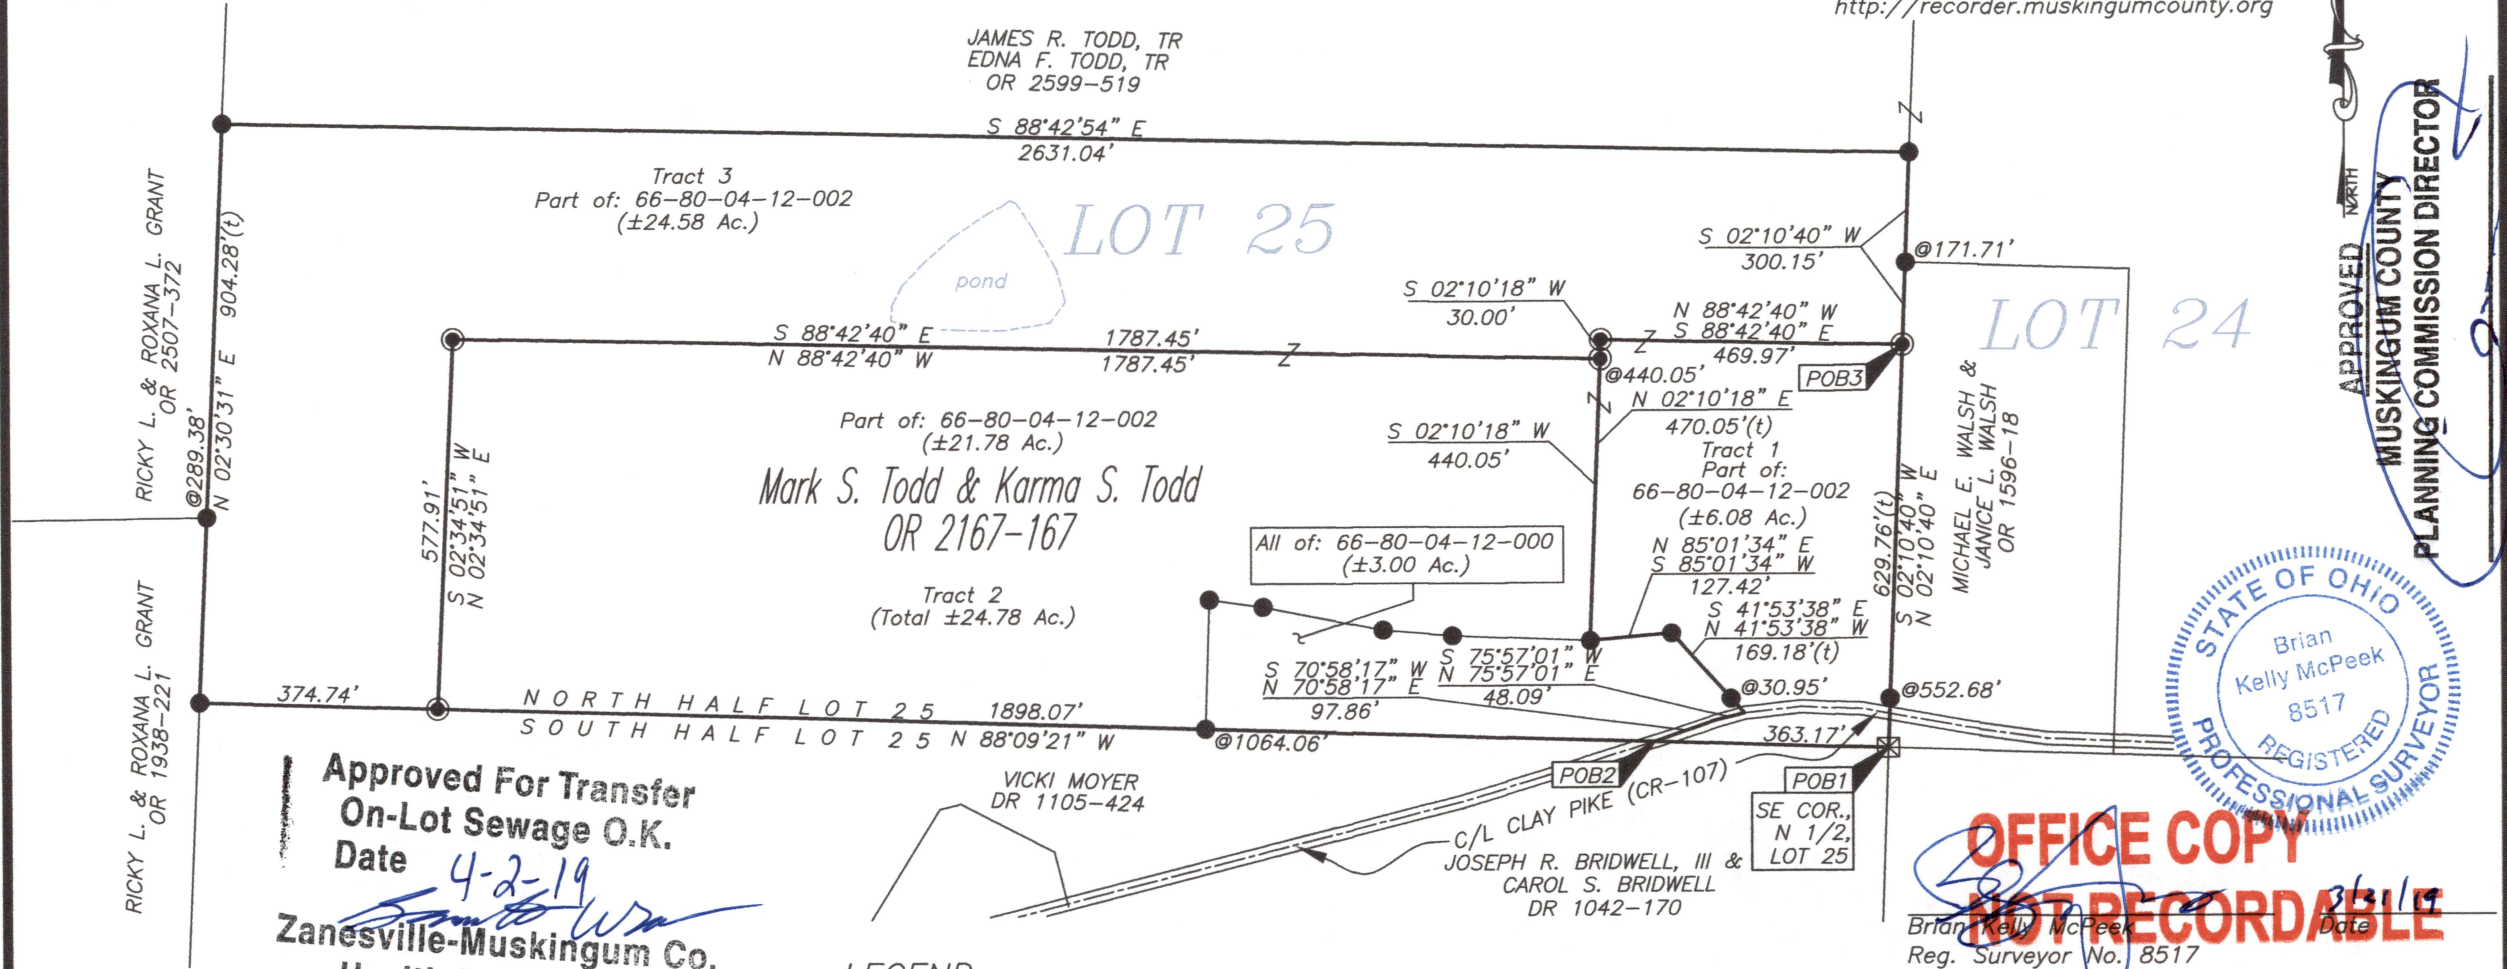 http://recorder.muskingumcounty.org
JAMES R. TODD, TR
EDNA F. TODD, TR
OR 2599-519
S 88°42'54" E
2631.04'
Z
Tract 3
Part of: 66-80-04-12-002
(±24.58 Ac.)
LOT 25
pond
RICKY L. & ROXANA L. GRANT
OR 2507-372
@289.38'
N 02°30'31" E 904.28'(t)
S 02°10'40" W
300.15'
@171.71'
S 02°10'18" W
30.00'
N 88°42'40" W
S 88°42'40" E
469.97'
Z
LOT 24
S 88°42'40" E 1787.45'
N 88°42'40" W 1787.45'
Z
@440.05'
POB3
Z
N 02°10'18" E
470.05'(t)
Tract 1
Part of:
66-80-04-12-002
(±6.08 Ac.)
S 02°10'18" W
440.05'
Part of: 66-80-04-12-002
(±21.78 Ac.)
Mark S. Todd & Karma S. Todd
OR 2167-167
577.91'
S 02°34'51" W
N 02°34'51" E
All of: 66-80-04-12-000
(±3.00 Ac.)
N 85°01'34" E
S 85°01'34" W
127.42'
629.76'(t)
S 02°10'40" W
N 02°10'40" E
MICHAEL E. WALSH &
JANICE L. WALSH
OR 1596-18
Tract 2
(Total ±24.78 Ac.)
S 41°53'38" E
N 41°53'38" W
169.18'(t)
S 75°57'01" W
N 75°57'01" E
48.09'
S 70°58'17" W
N 70°58'17" E
97.86'
@30.95'
@552.68'
RICKY L. & ROXANA L. GRANT
OR 1938-221
374.74'
NORTH HALF LOT 25 1898.07'
SOUTH HALF LOT 25 N 88°09'21" W
@1064.06'
363.17'
POB2
POB1
SE COR.,
N 1/2,
LOT 25
VICKI MOYER
DR 1105-424
C/L CLAY PIKE (CR-107)
JOSEPH R. BRIDWELL, III &
CAROL S. BRIDWELL
DR 1042-170
Approved For Transfer
On-Lot Sewage O.K.
Date 4-2-19
Zanesville-Muskingum Co.
LEGEND
NORTH
APPROVED
MUSKINGUM COUNTY
PLANNING COMMISSION DIRECTOR
STATE OF OHIO
Brian
Kelly McPeek
8517
REGISTERED
PROFESSIONAL SURVEYOR
OFFICE COPY
NOT RECORDABLE
3/21/19
Brian Kelly McPeek
Date
Reg. Surveyor No. 8517